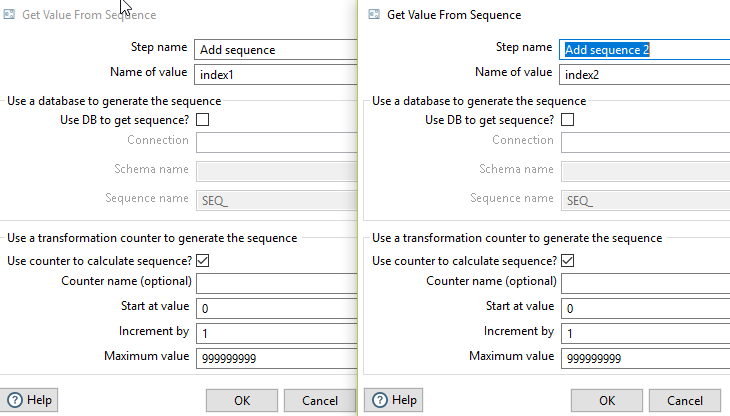 Get Value From Sequence
Step name Add sequence
Name of value index1
Use a database to generate the sequence
Use DB to get sequence?
Connection
Schema name
Sequence name SEQ_
Use a transformation counter to generate the sequence
Use counter to calculate sequence?
Counter name (optional)
Start at value 0
Increment by 1
Maximum value 999999999
Help OK Cancel
Get Value From Sequence
Step name Add sequence 2
Name of value index2
Use a database to generate the sequence
Use DB to get sequence?
Connection
Schema name
Sequence name SEQ_
Use a transformation counter to generate the sequence
Use counter to calculate sequence?
Counter name (optional)
Start at value 0
Increment by 1
Maximum value 999999999
Help OK Cancel